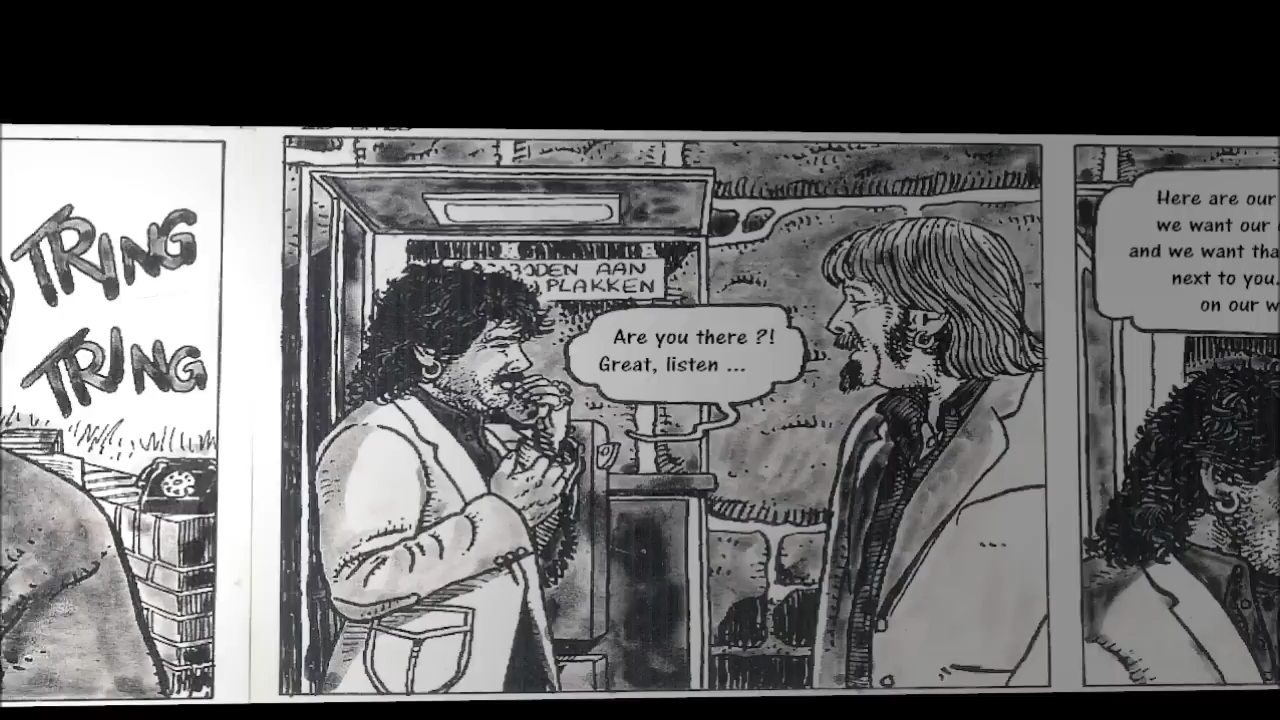 TRING
TRING
ODEN AAN
PLAKKEN
Are you there ?!
Great, listen ...
Here are our
we want our
and we want tha
next to you.
on our w